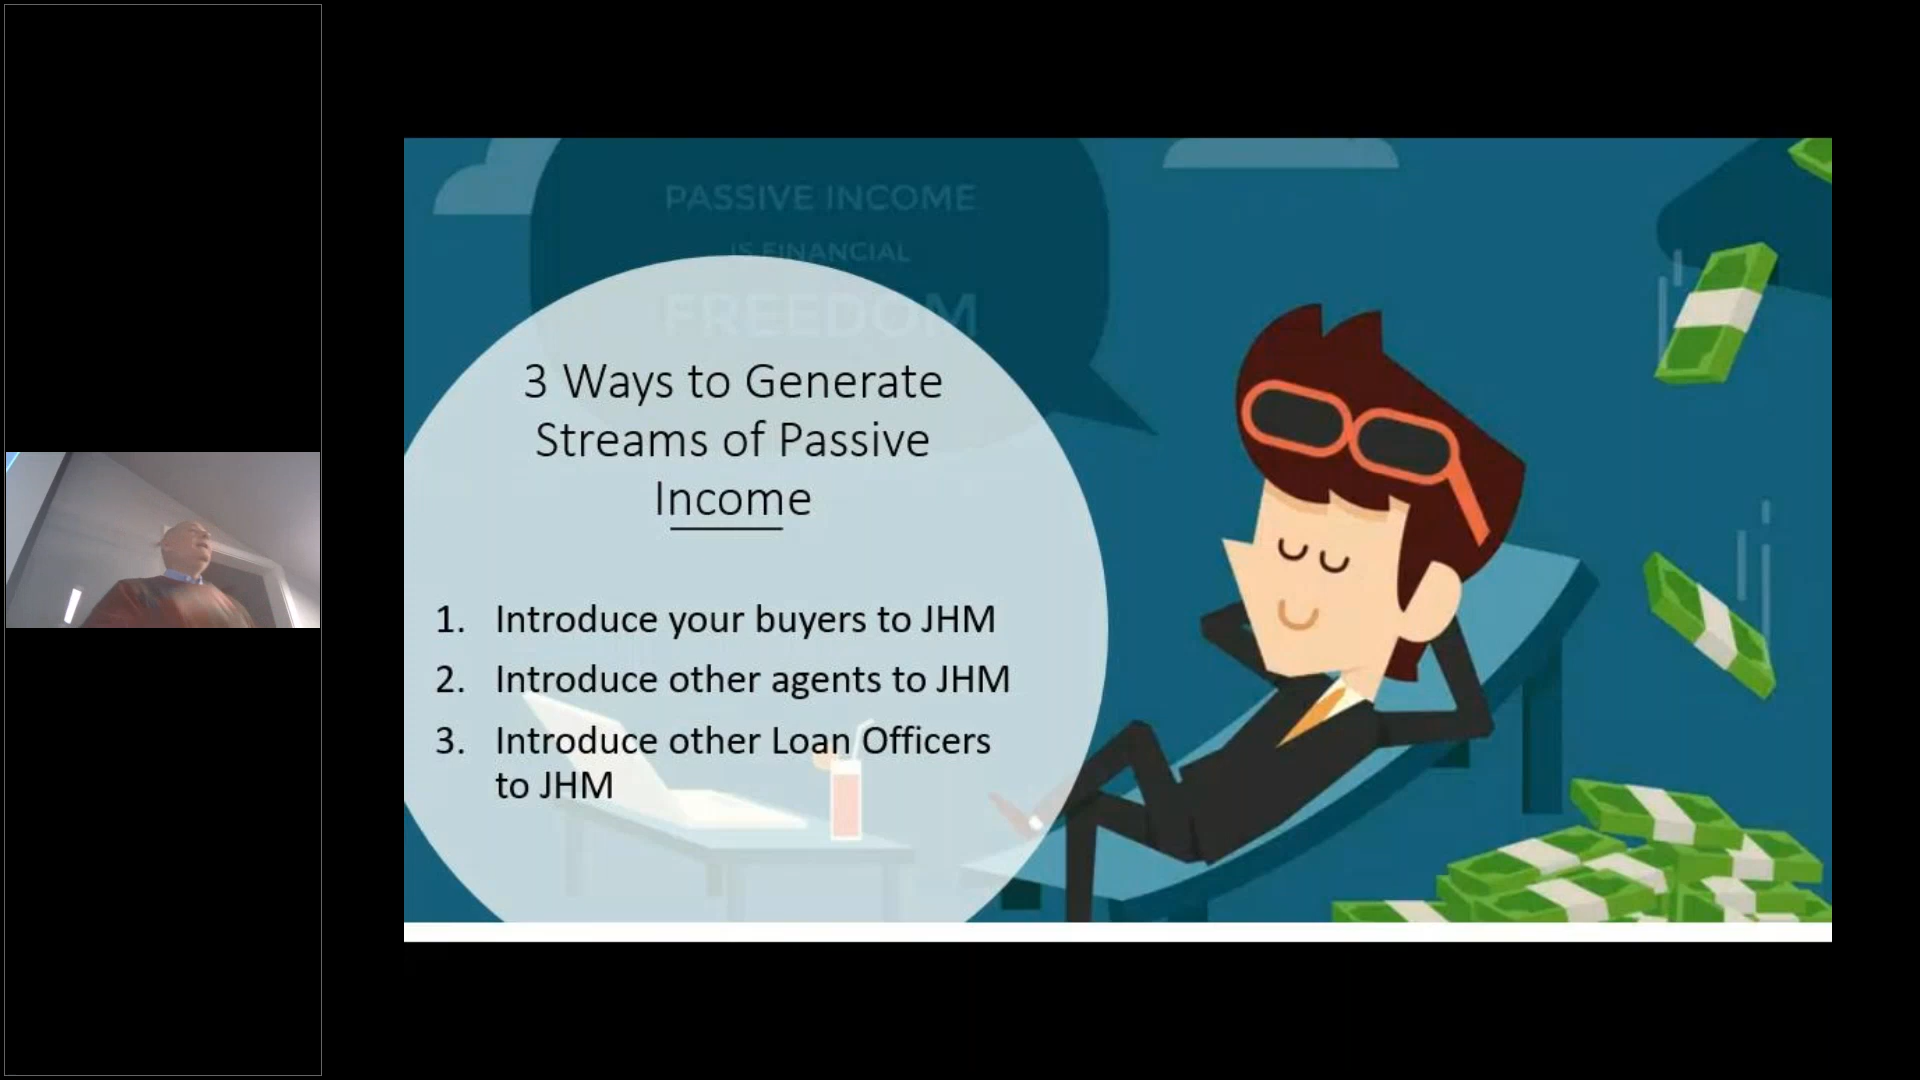 PASSIVE INCOME
IS FINANCIAL
FREEDOM
3 Ways to Generate
Streams of Passive
Income
1. Introduce your buyers to JHM
2. Introduce other agents to JHM
3. Introduce other Loan Officers
to JHM